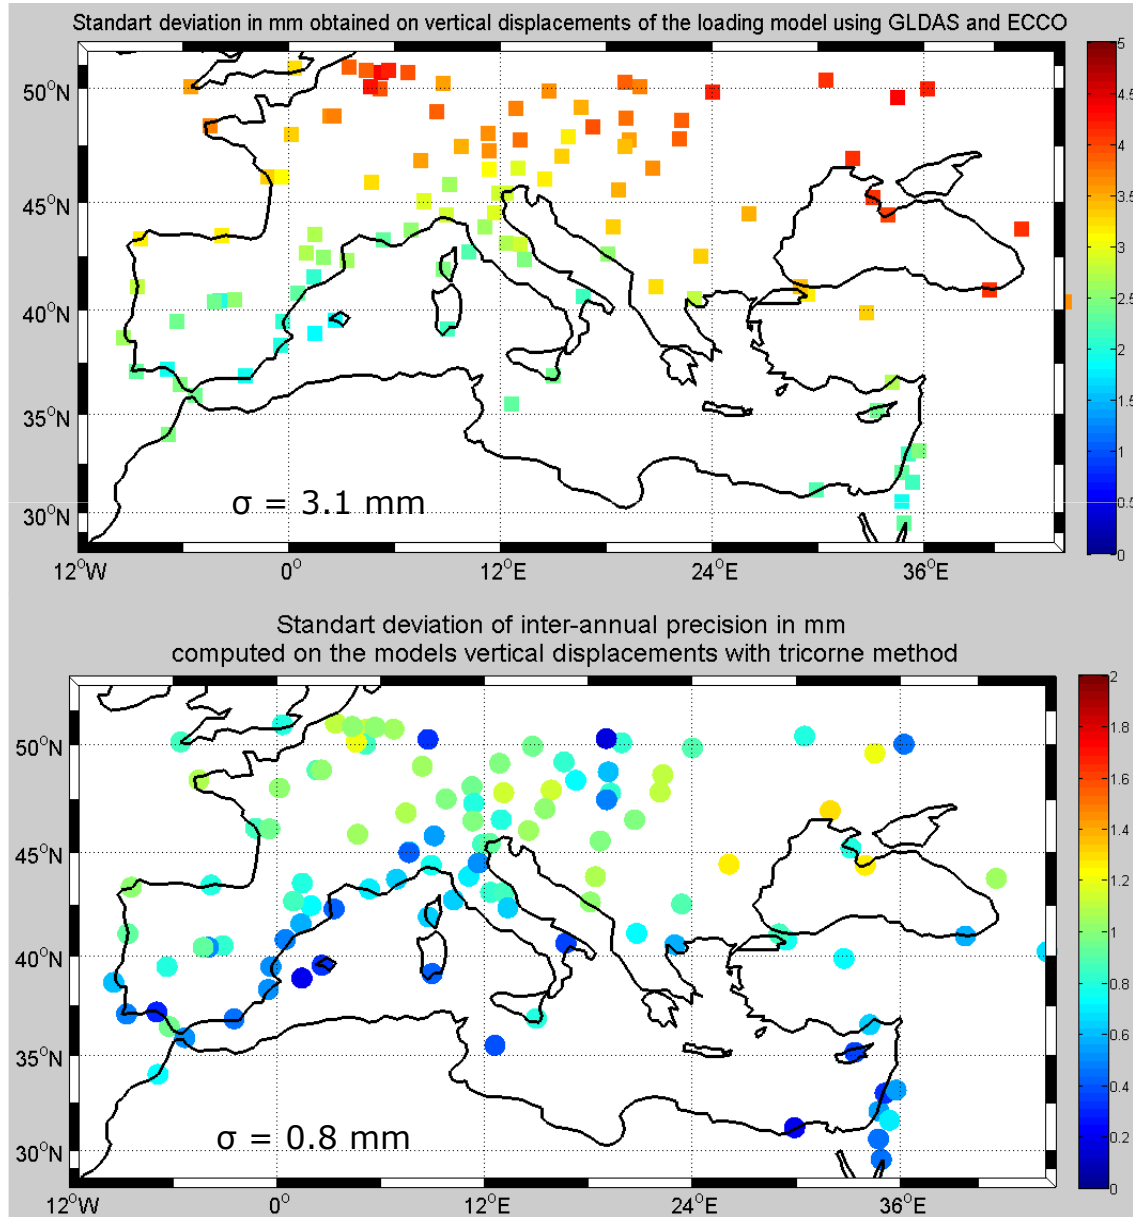 Standart deviation in mm obtained on vertical displacements of the loading model using GLDAS and ECCO
50°N
45°N
40°N
35°N
30°N
σ = 3.1 mm
12°W 0° 12°E 24°E 36°E
5
4.5
4
3.5
3
2.5
2
1.5
1
0.5
0
Standart deviation of inter-annual precision in mm
computed on the models vertical displacements with tricorne method
50°N
45°N
40°N
35°N
30°N
σ = 0.8 mm
12°W 0° 12°E 24°E 36°E
2
1.8
1.6
1.4
1.2
1
0.8
0.6
0.4
0.2
0